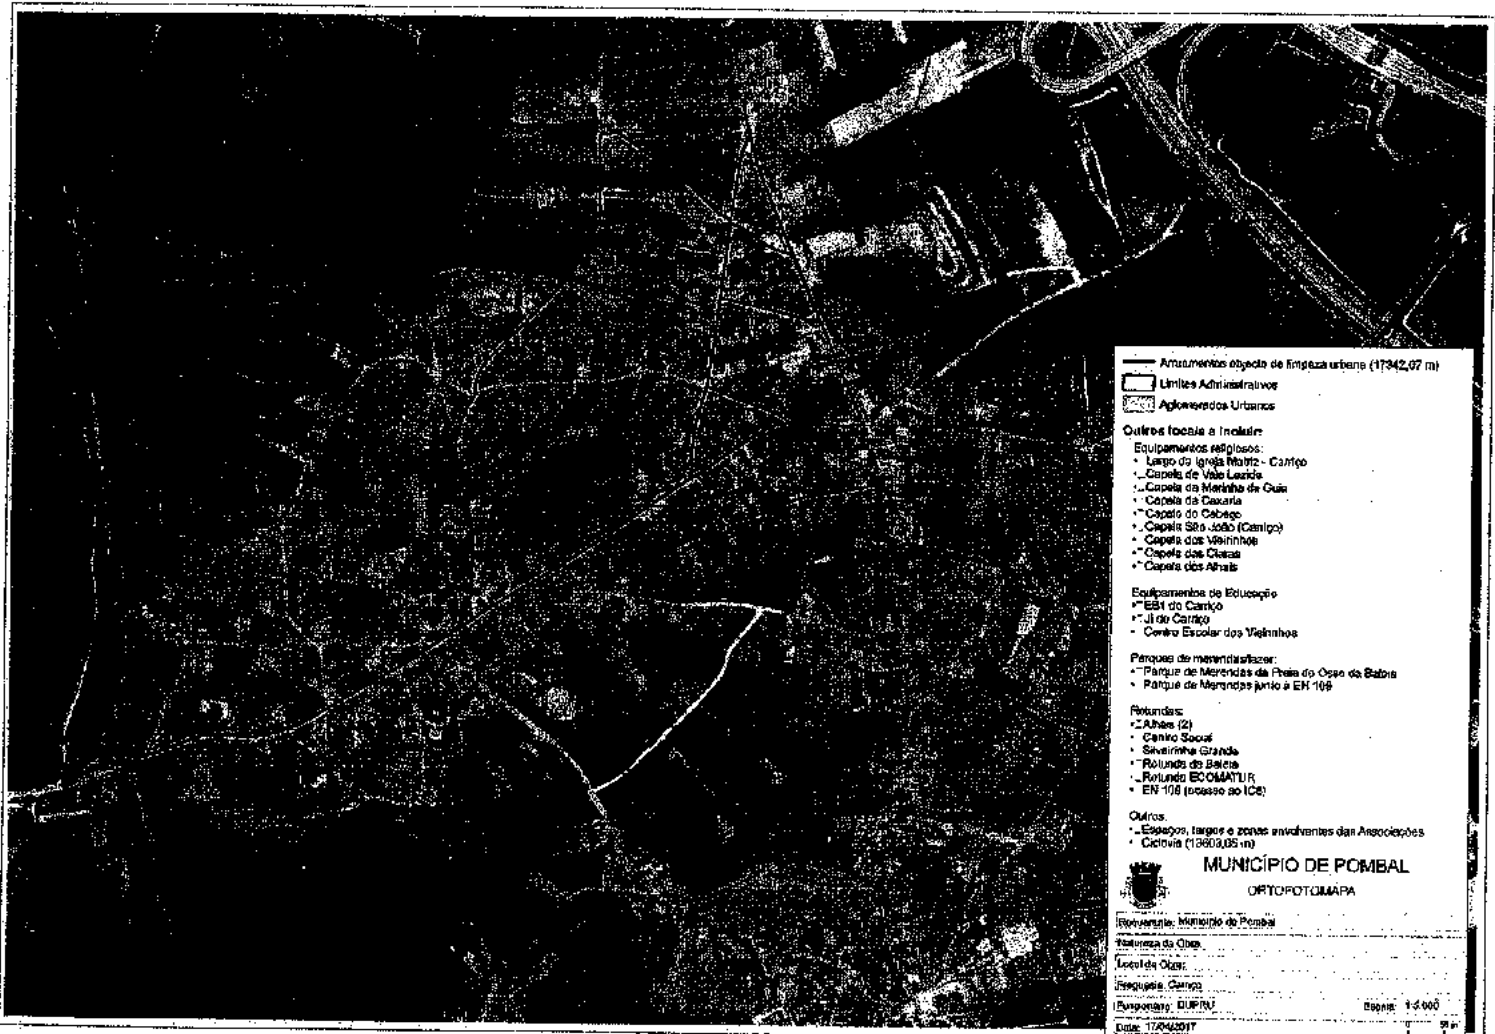 Arruamentos objecto de limpeza urbana (17342,07 m)
Limites Administrativos
Aglomerados Urbanos
Outros locais a incluir
Equipamentos religiosos:
Largo da Igreja Matriz - Carriço
Capela de Vale
Capela da Marinha da Guia
Capela da Caxaria
Capela do Cabeço
Capela São João (Carriço)
Capela dos Vieirinhos
Capela das Claras
Capela dos Alhais
Equipamentos de Educação
EB1 do Carriço
JI do Carriço
Centro Escolar dos Vieirinhos
Parques de merendas/lazer:
Parque de Merendas da Praia do Osso da Baleia
Parque de Merendas junto à EN 109
Rotundas:
Alhais (2)
Centro Social
Silveirinha Grande
Rotunda da Baleia
Rotunda ECOMATUR
EN 109 (acesso ao IC8)
Outros:
Espaços, largos e zonas envolventes das Associações
Ciclovia (13603,05 m)
MUNICÍPIO DE POMBAL
ORTOFOTOMAPA
Requerente: Município de Pombal
Natureza da Obra:
Local da Obra:
Freguesia: Carriço
Escala: 1:5.000
Data: 17/04/2017